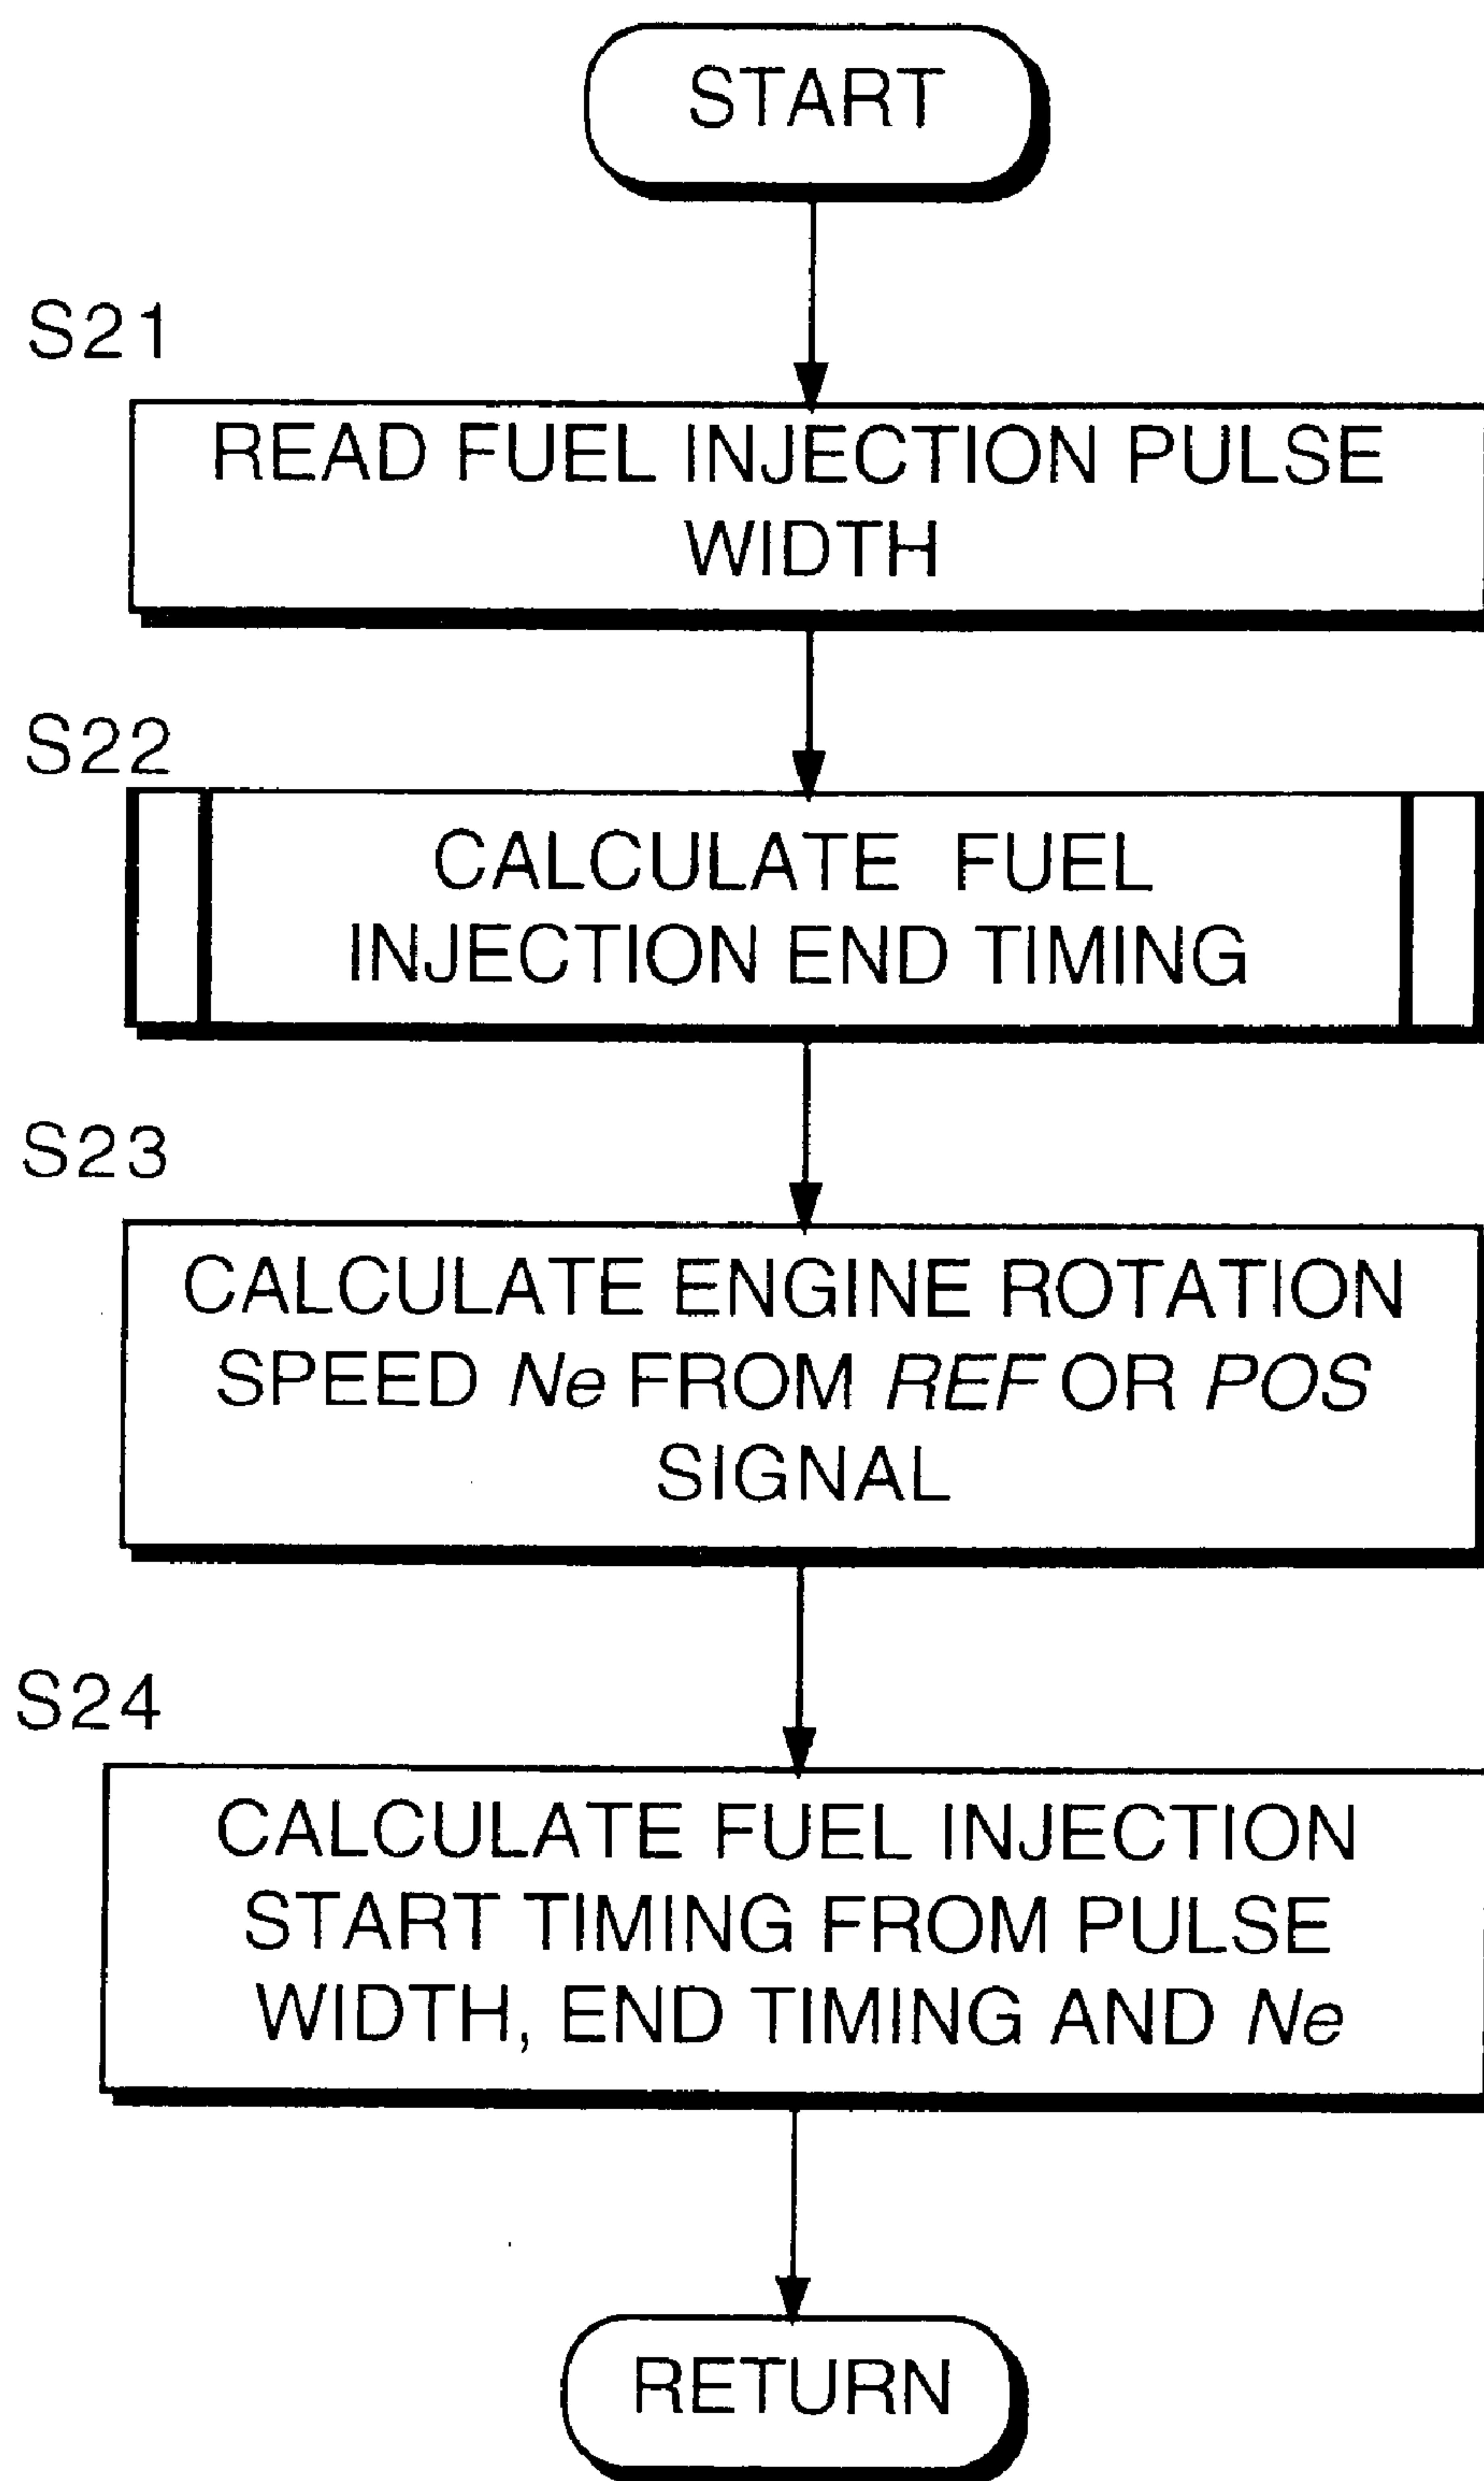 START
S21
READ FUEL INJECTION PULSE
WIDTH
S22
CALCULATE FUEL
INJECTION END TIMING
S23
CALCULATE ENGINE ROTATION
SPEED Ne FROM REF OR POS
SIGNAL
S24
CALCULATE FUEL INJECTION
START TIMING FROM PULSE
WIDTH, END TIMING AND Ne
RETURN